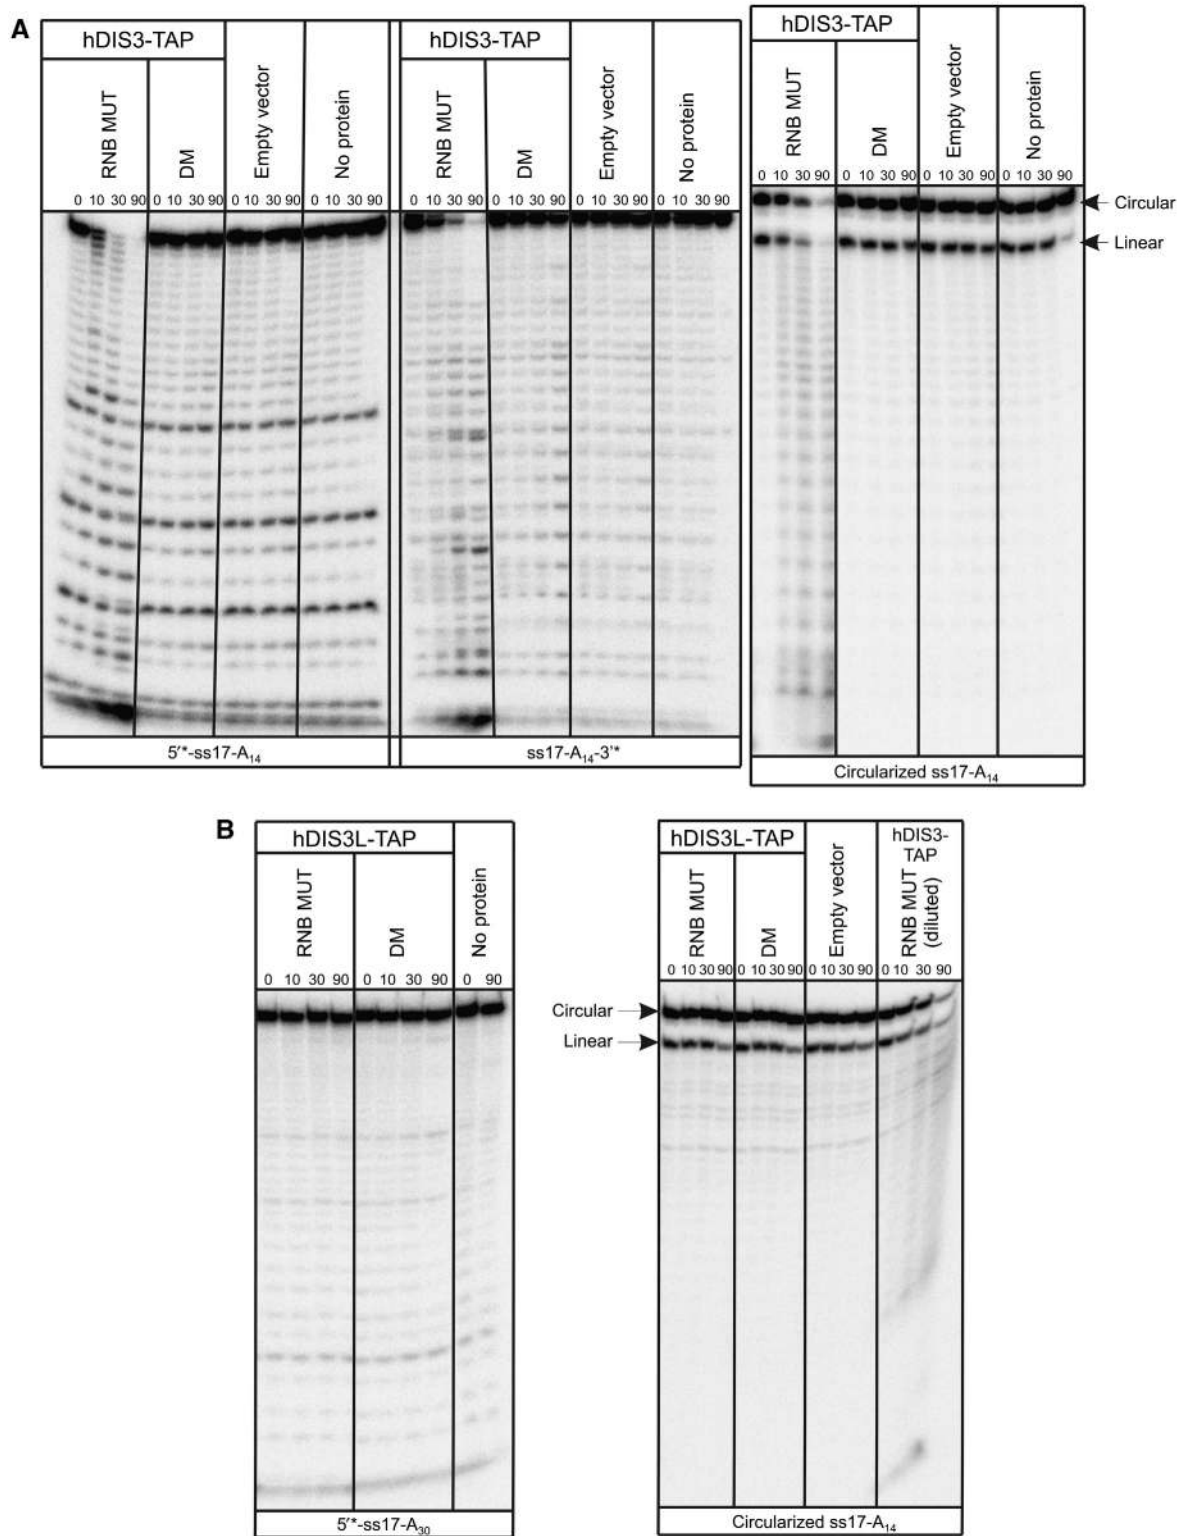 A
hDIS3-TAP
RNB MUT
DM
Empty vector
No protein
0 10 30 90 0 10 30 90 0 10 30 90 0 10 30 90
5'*-ss17-A14
hDIS3-TAP
RNB MUT
DM
Empty vector
No protein
0 10 30 90 0 10 30 90 0 10 30 90 0 10 30 90
ss17-A14-3'*
hDIS3-TAP
RNB MUT
DM
Empty vector
No protein
0 10 30 90 0 10 30 90 0 10 30 90 0 10 30 90
Circular
Linear
Circularized ss17-A14
B
hDIS3L-TAP
RNB MUT
DM
No protein
0 10 30 90 0 10 30 90 0 90
5'*-ss17-A30
hDIS3L-TAP
RNB MUT
DM
Empty vector
hDIS3-
TAP
RNB MUT
(diluted)
0 10 30 90 0 10 30 90 0 10 30 90 0 10 30 90
Circular
Linear
Circularized ss17-A14